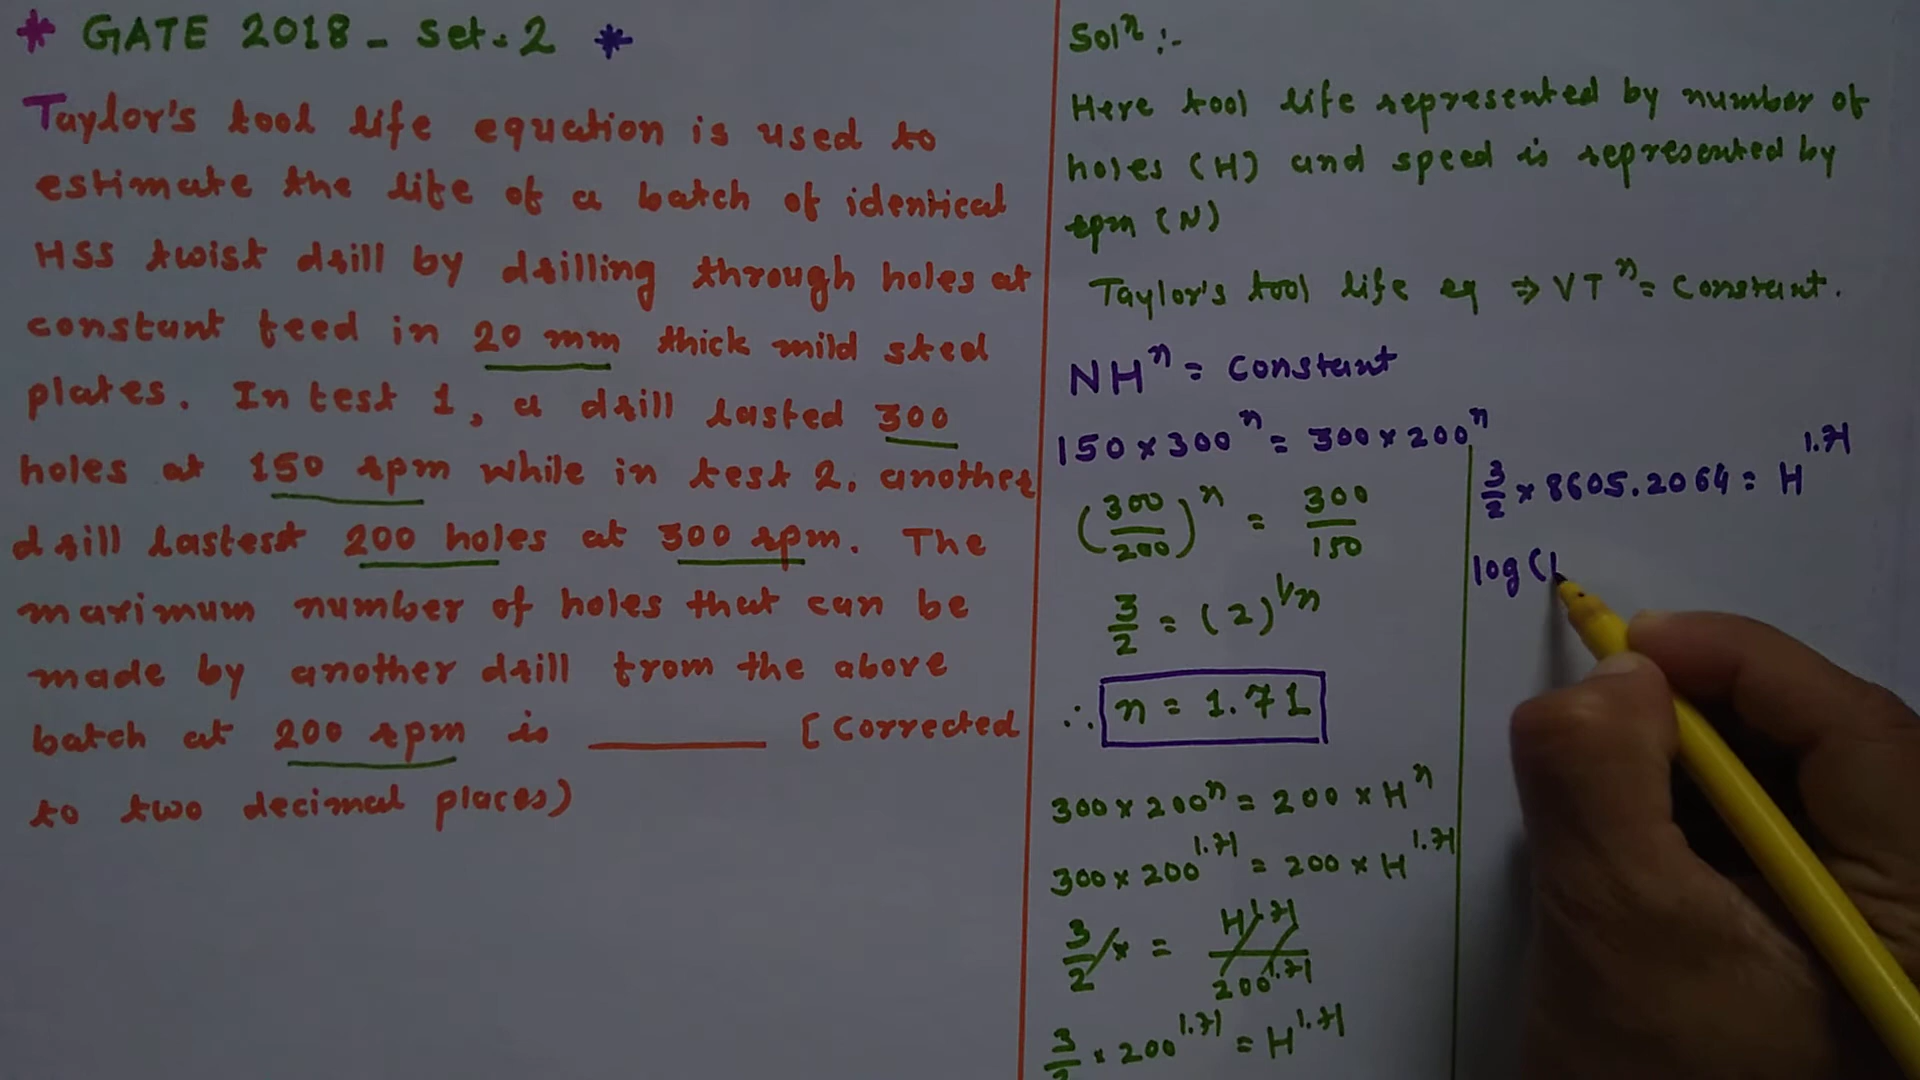 * GATE 2018 - Set-2 *
Taylor's tool life equation is used to
estimate the life of a batch of identical
HSS twist drill by drilling through holes at
constant feed in 20 mm thick mild steel
plates. In test 1, a drill lasted 300
holes at 150 rpm while in test 2, another
drill lastesst 200 holes at 300 rpm. The
maximum number of holes that can be
made by another drill from the above
batch at 200 rpm is ______ [Corrected
to two decimal places)
Solⁿ :-
Here tool life represented by number of
holes (H) and speed is represented by
rpm (N)
Taylor's tool life eq ⇒ VTⁿ = Constant.
NHⁿ = Constant
150 × 300ⁿ = 300 × 200ⁿ
(300/200)ⁿ = 300/150
3/2 = (2)^1/n
∴ n = 1.71
300 × 200ⁿ = 200 × Hⁿ
300 × 200^1.71 = 200 × H^1.71
3/2 × = H^1.71/200^1.71
3/2 × 200^1.71 = H^1.71
3/2 × 8605.2064 = H^1.71
log (